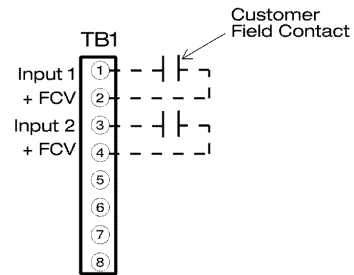 Customer
Field Contact
TB1
Input 1 1
+ FCV 2
Input 2 3
+ FCV 4
5
6
7
8